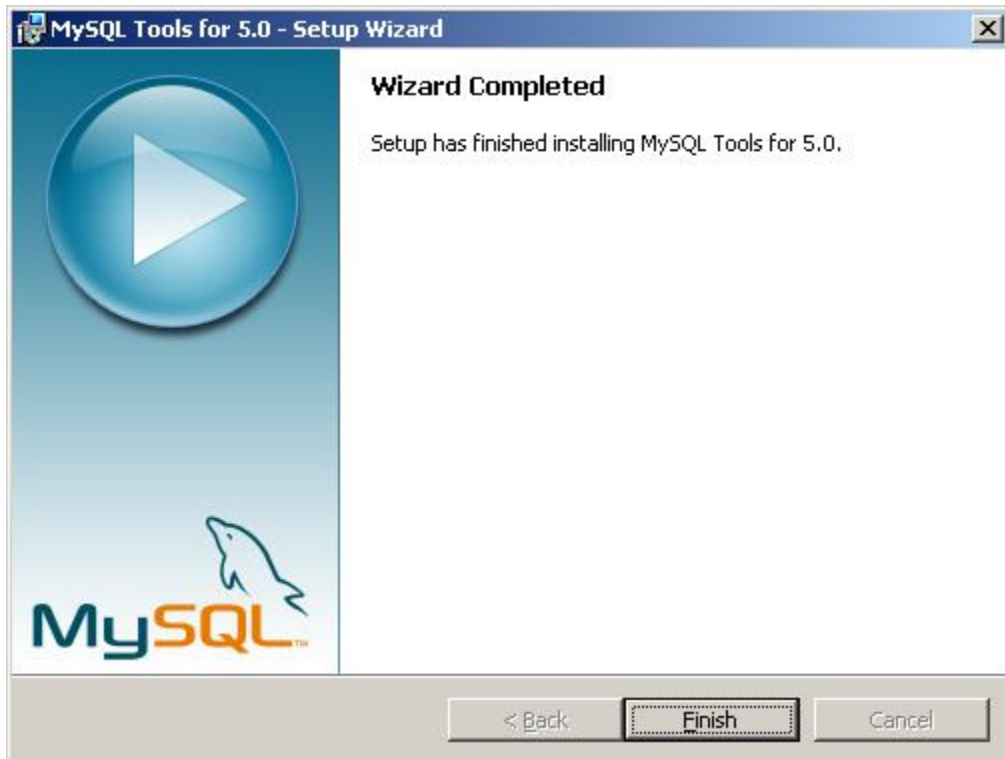 MySQL Tools for 5.0 - Setup Wizard
Wizard Completed
Setup has finished installing MySQL Tools for 5.0.
MySQL™
< Back
Finish
Cancel